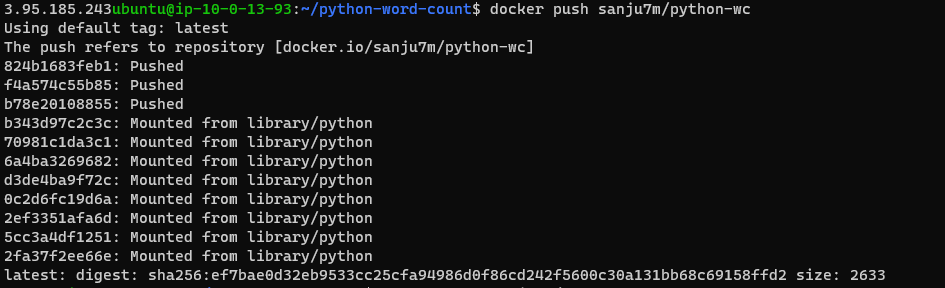 3.95.185.243ubuntu@ip-10-0-13-93:~/python-word-count$ docker push sanju7m/python-wc
Using default tag: latest
The push refers to repository [docker.io/sanju7m/python-wc]
824b1683feb1: Pushed
f4a574c55b85: Pushed
b78e20108855: Pushed
b343d97c2c3c: Mounted from library/python
70981c1da3c1: Mounted from library/python
6a4ba3269682: Mounted from library/python
d3de4ba9f72c: Mounted from library/python
0c2d6fc19d6a: Mounted from library/python
2ef3351afa6d: Mounted from library/python
5cc3a4df1251: Mounted from library/python
2fa37f2ee66e: Mounted from library/python
latest: digest: sha256:ef7bae0d32eb9533cc25cfa94986d0f86cd242f5600c30a131bb68c69158ffd2 size: 2633